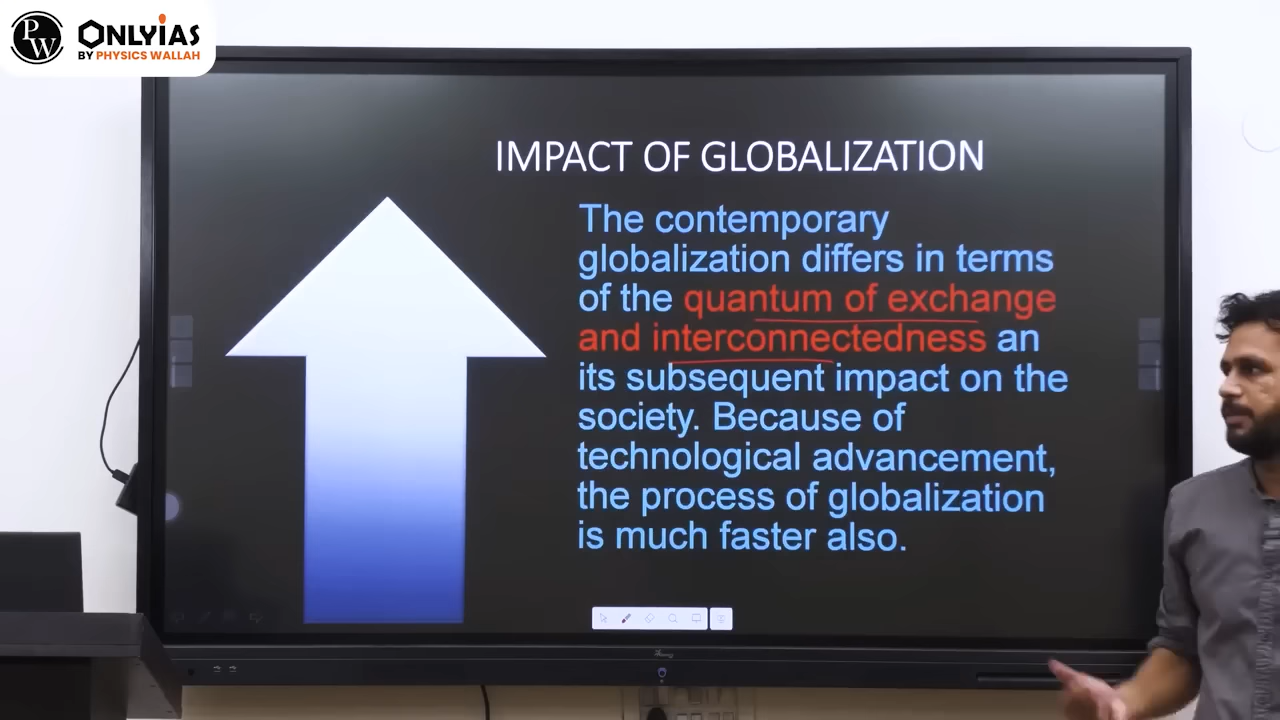 PW
ONLYIAS
BY PHYSICS WALLAH
IMPACT OF GLOBALIZATION
The contemporary
globalization differs in terms
of the quantum of exchange
and interconnectedness an
its subsequent impact on the
society. Because of
technological advancement,
the process of globalization
is much faster also.